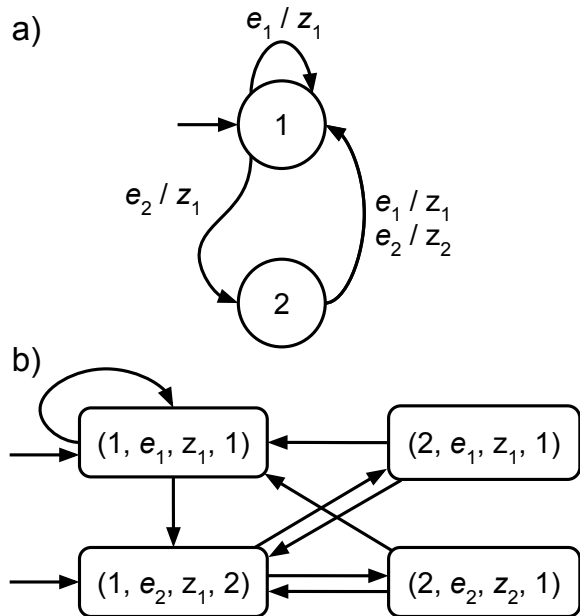 a)
e₁ / z₁
1
e₂ / z₁
e₁ / z₁
e₂ / z₂
2
b)
(1, e₁, z₁, 1)
(2, e₁, z₁, 1)
(1, e₂, z₁, 2)
(2, e₂, z₂, 1)